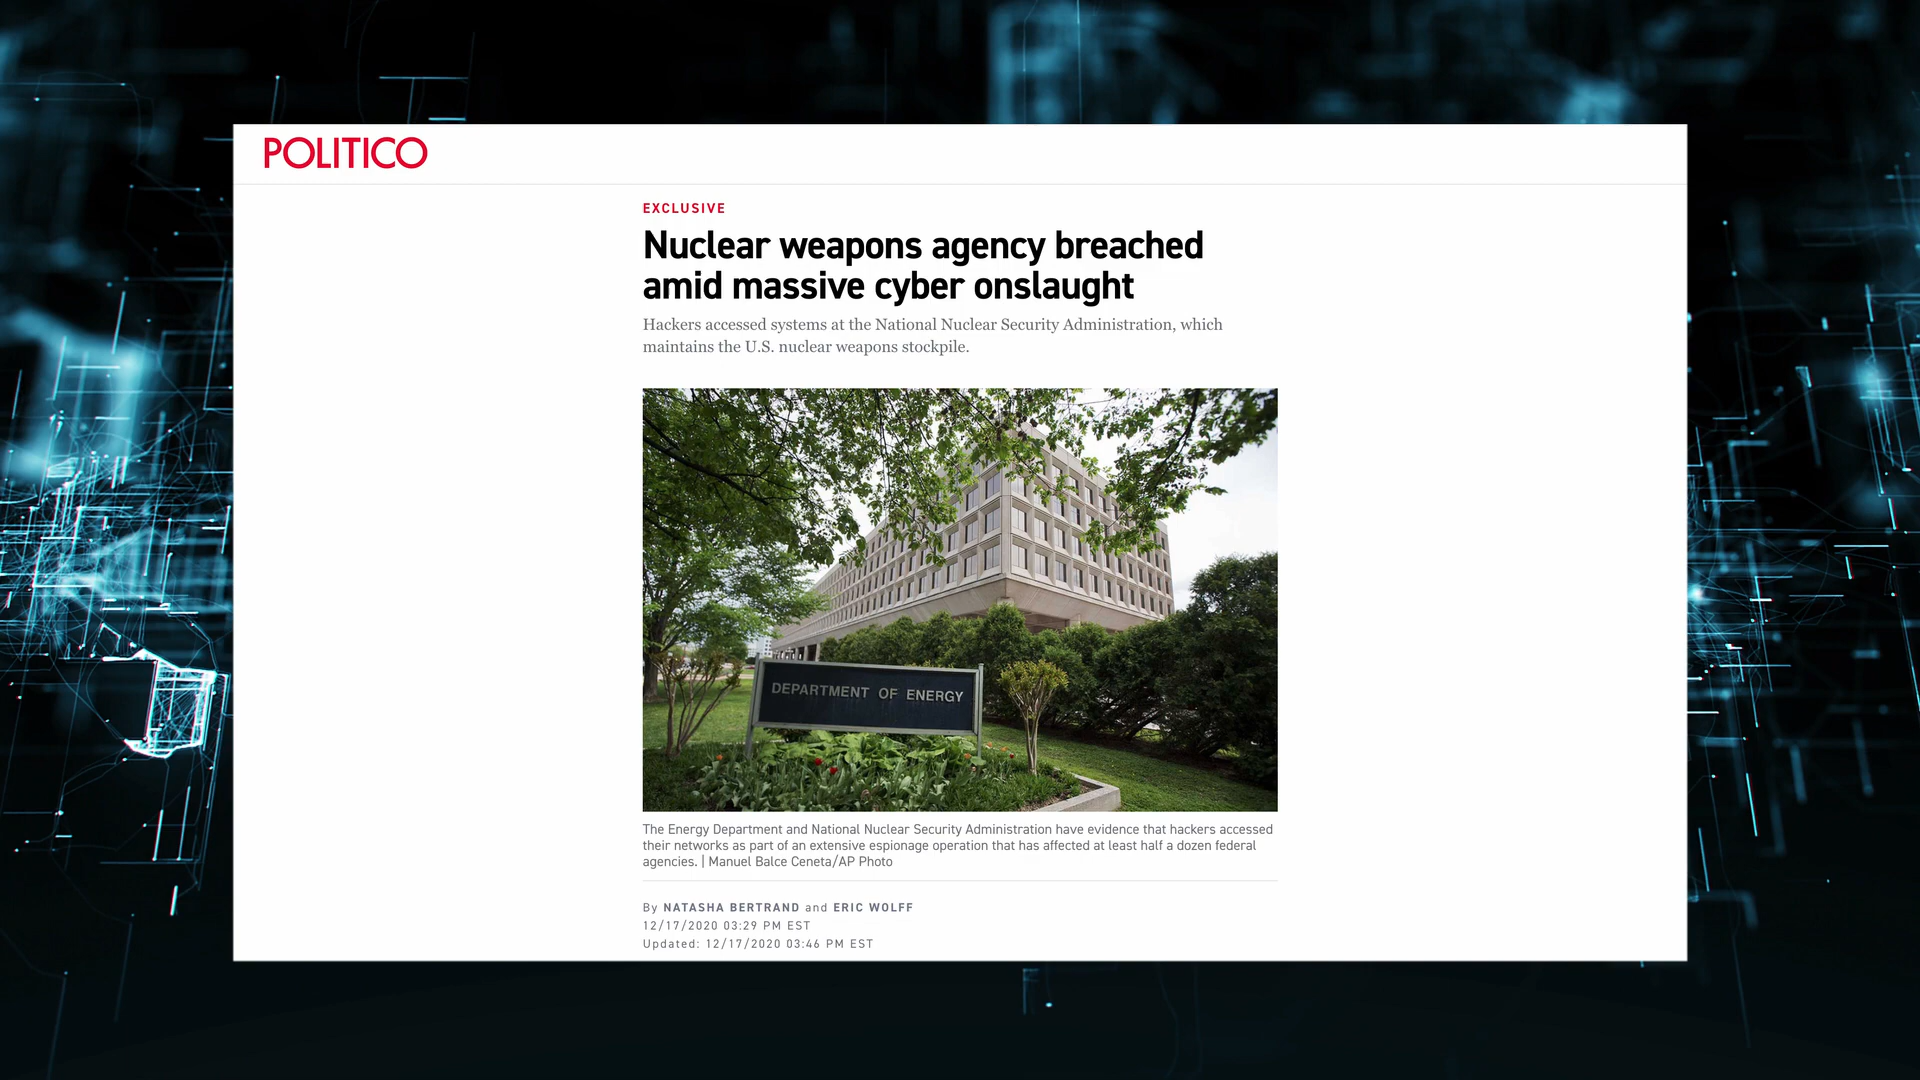 POLITICO
EXCLUSIVE
Nuclear weapons agency breached
amid massive cyber onslaught
Hackers accessed systems at the National Nuclear Security Administration, which
maintains the U.S. nuclear weapons stockpile.
DEPARTMENT OF ENERGY
The Energy Department and National Nuclear Security Administration have evidence that hackers accessed
their networks as part of an extensive espionage operation that has affected at least half a dozen federal
agencies. | Manuel Balce Ceneta/AP Photo
By NATASHA BERTRAND and ERIC WOLFF
12/17/2020 03:29 PM EST
Updated: 12/17/2020 03:46 PM EST